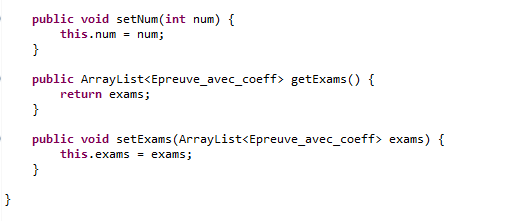 public void setNum(int num) {
this.num = num;
}
public ArrayList<Epreuve_avec_coeff> getExams() {
return exams;
}
public void setExams(ArrayList<Epreuve_avec_coeff> exams) {
this.exams = exams;
}
}